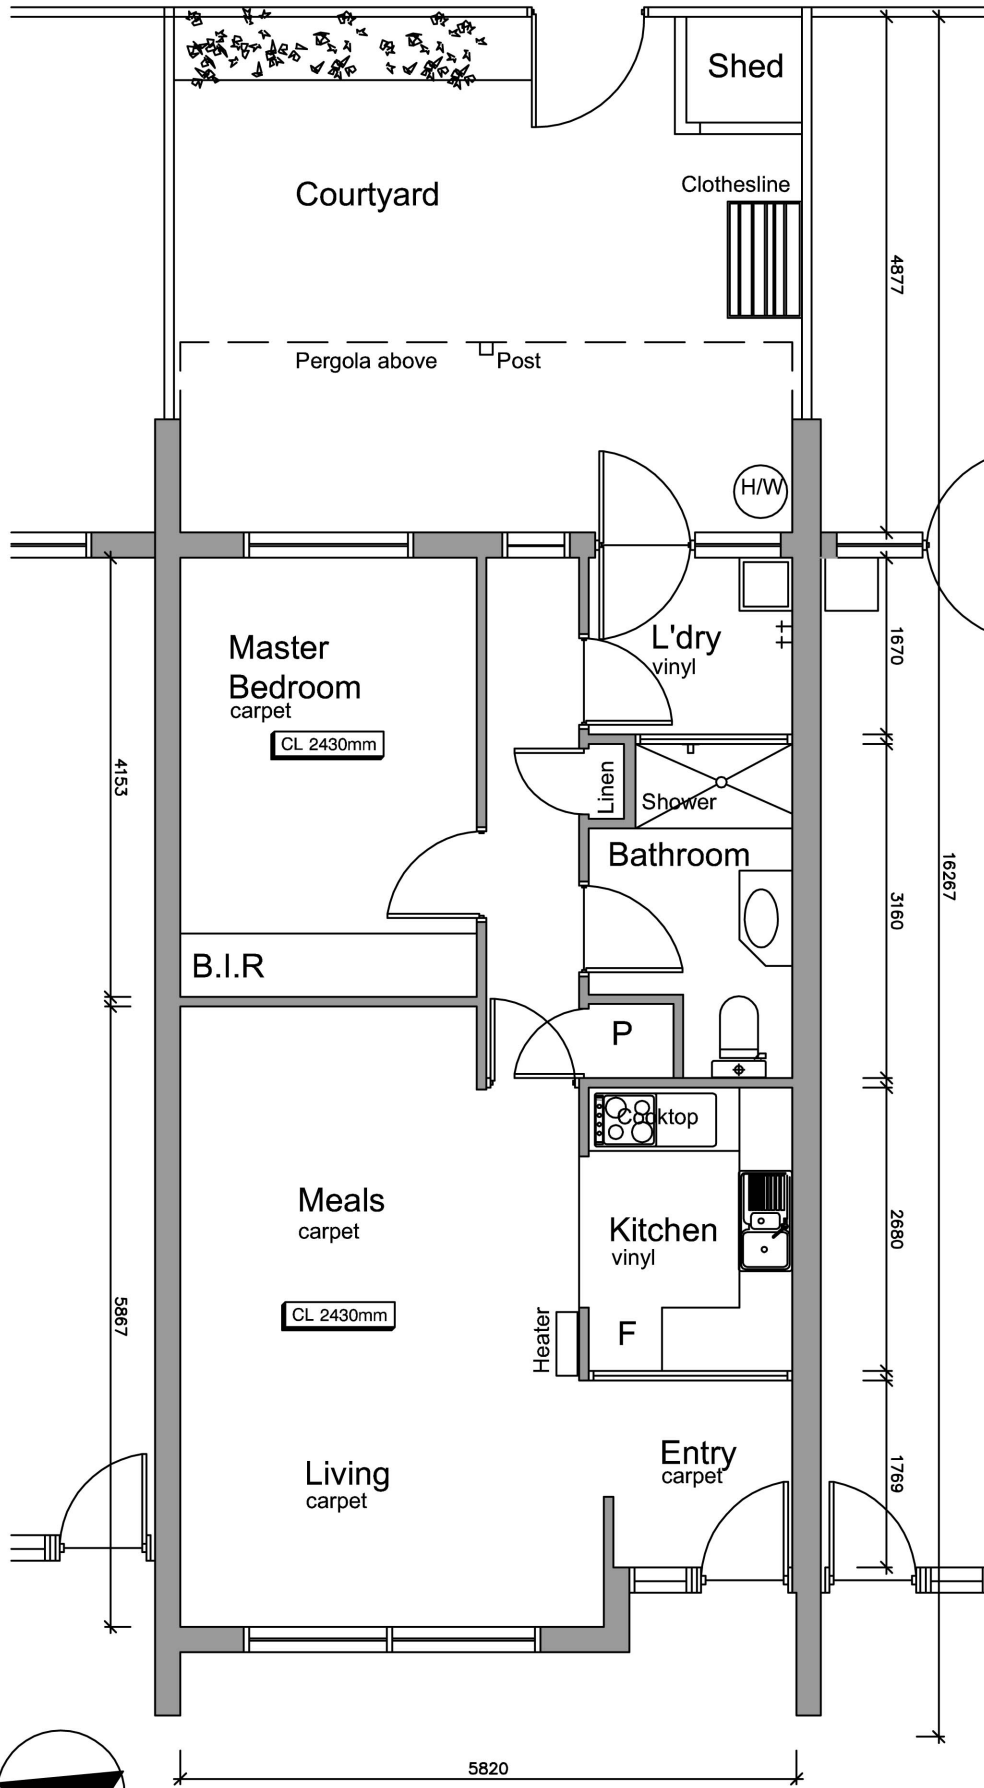 Shed
Courtyard
Clothesline
4877
Pergola above
Post
H/W
Master
Bedroom
carpet
CL 2430mm
L'dry
vinyl
1670
4153
Linen
Shower
Bathroom
16267
3160
B.I.R
P
Cooktop
Meals
carpet
Kitchen
vinyl
2680
CL 2430mm
5867
Heater
F
Entry
carpet
Living
carpet
1769
5820